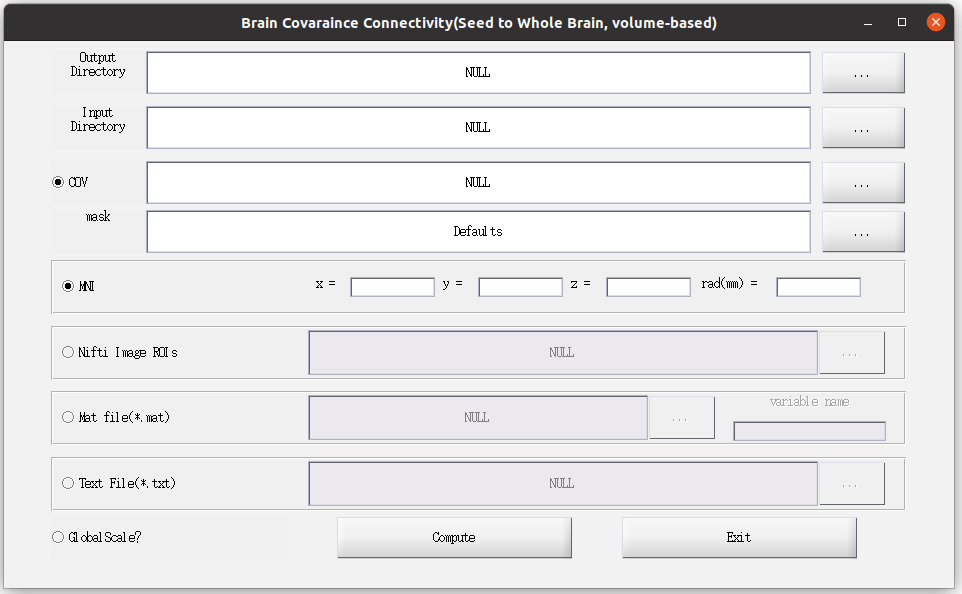 Brain Covaraince Connectivity(Seed to Whole Brain, volume-based)
Output
Directory
NULL
...
Input
Directory
NULL
...
COV
NULL
...
mask
Defaults
...
MNI
x =
y =
z =
rad(mm) =
Nifti Image ROIs
NULL
...
Mat file(*.mat)
NULL
...
variable name
Text File(*.txt)
NULL
...
GlobalScale?
Compute
Exit